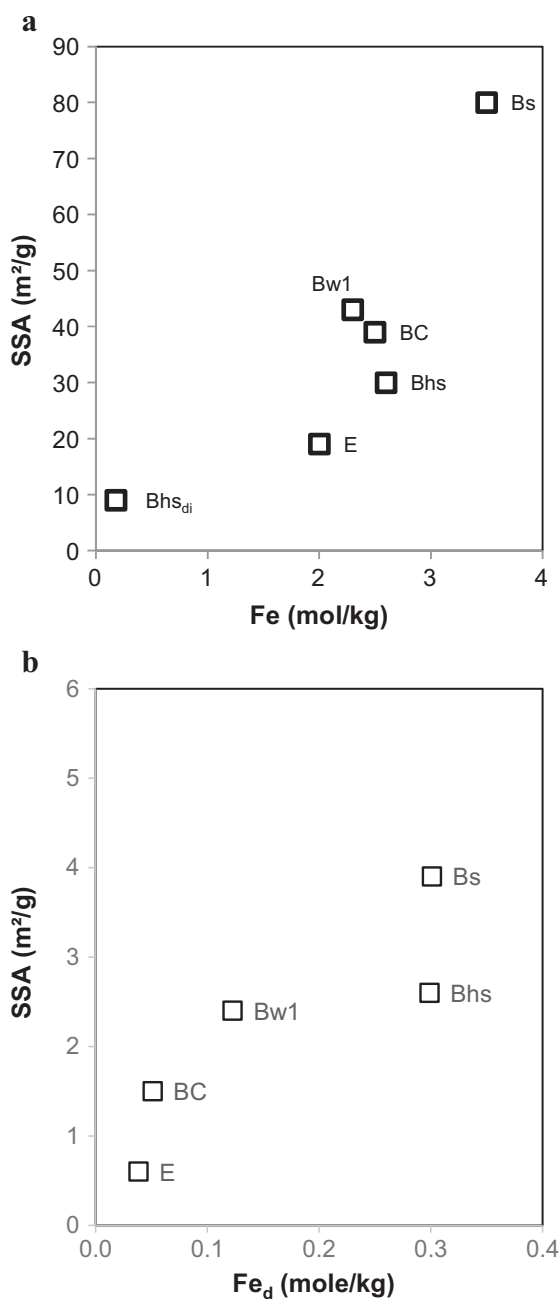 a
90
80
70
60
50
40
30
20
10
0
SSA (m²/g)
Bs
Bw1
BC
Bhs
E
Bhsdi
0 1 2 3 4
Fe (mol/kg)
b
6
5
4
3
2
1
0
SSA (m²/g)
Bs
Bhs
Bw1
BC
E
0.0 0.1 0.2 0.3 0.4
Fed (mole/kg)